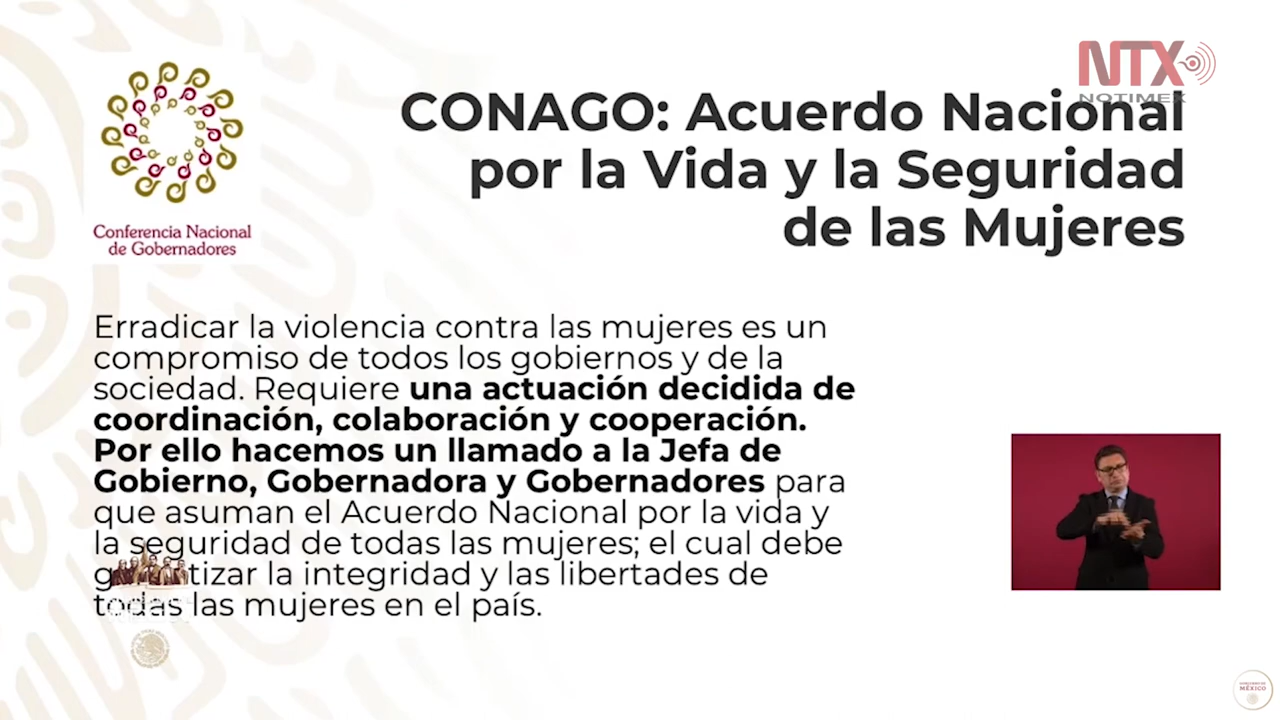 NTX
NOTIMEX
CONAGO: Acuerdo Nacional
por la Vida y la Seguridad
de las Mujeres
Conferencia Nacional
de Gobernadores
Erradicar la violencia contra las mujeres es un
compromiso de todos los gobiernos y de la
sociedad. Requiere una actuación decidida de
coordinación, colaboración y cooperación.
Por ello hacemos un llamado a la Jefa de
Gobierno, Gobernadora y Gobernadores para
que asuman el Acuerdo Nacional por la vida y
la seguridad de todas las mujeres; el cual debe
garantizar la integridad y las libertades de
todas las mujeres en el país.
MÉXICO